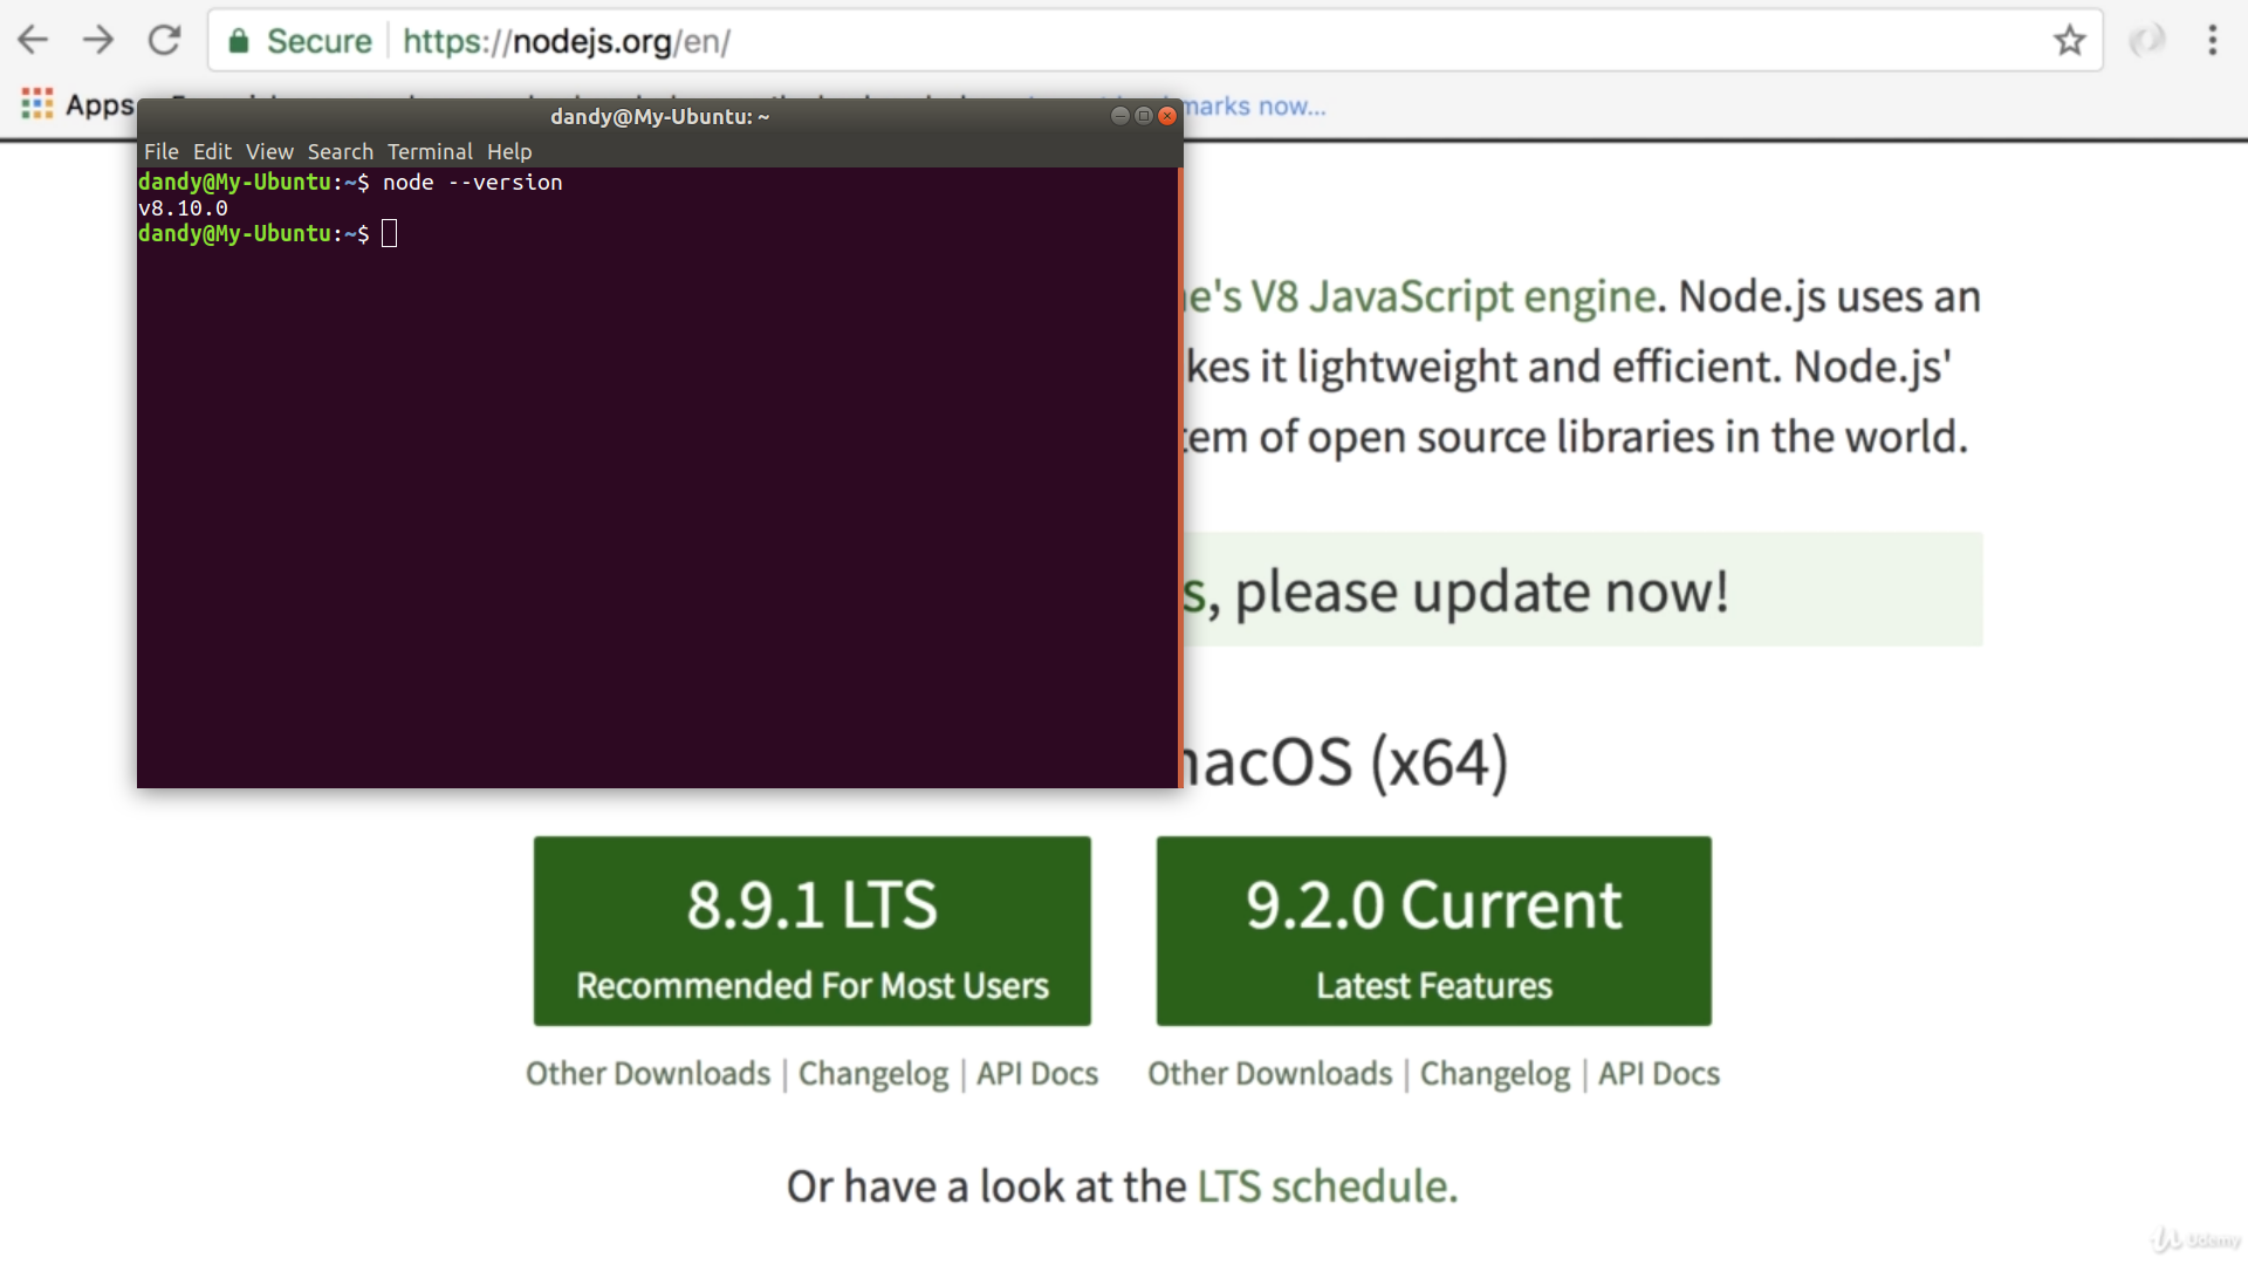 Secure https://nodejs.org/en/
Apps
marks now...
dandy@My-Ubuntu: ~
File Edit View Search Terminal Help
dandy@My-Ubuntu:~$ node --version
v8.10.0
dandy@My-Ubuntu:~$
e's V8 JavaScript engine. Node.js uses an
kes it lightweight and efficient. Node.js'
tem of open source libraries in the world.
s, please update now!
macOS (x64)
8.9.1 LTS 9.2.0 Current
Recommended For Most Users Latest Features
Other Downloads | Changelog | API Docs Other Downloads | Changelog | API Docs
Or have a look at the LTS schedule.
Udemy